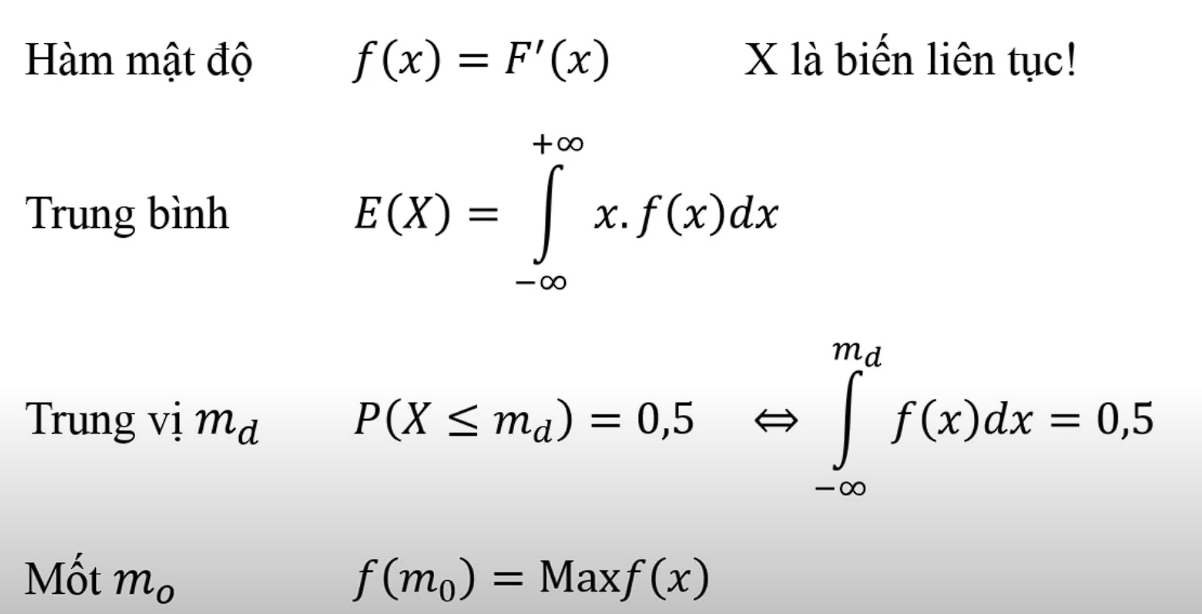 Hàm mật độ f(x) = F′(x) X là biến liên tục!
Trung bình E(X) = ∫_{−∞}^{+∞} x.f(x)dx
Trung vị m_d P(X ≤ m_d) = 0,5 ⇔ ∫_{−∞}^{m_d} f(x)dx = 0,5
Mốt m_o f(m_0) = Maxf(x)